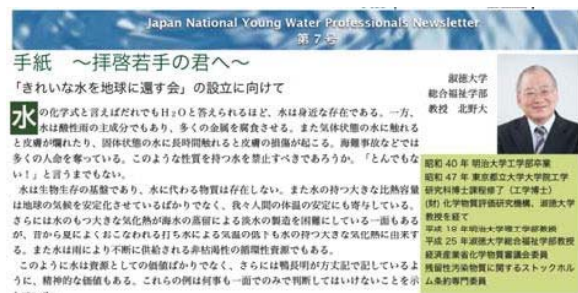 Japan National Young Water Professionals Newsletter
第7号
手紙 ~拝啓若手の君へ~
「きれいな水を地球に還す会」の設立に向けて
水の化学式と言えばだれでもH₂Oと答えられるほど、水は身近な存在である。一方、
水は酸性雨の主成分でもあり、多くの金属を腐食させる。また気体状態の水に触れる
と皮膚が爛れたり、固体状態の水に長時間触れると皮膚の損傷が起こる。海難事故などでは
多くの人命を奪っている。このような性質を持つ水を禁止すべきであろうか。「とんでもな
い！」と言うまでもない。
水は生物生存の基盤であり、水に代わる物質は存在しない。また水の持つ大きな比熱容量
は地球の気候を安定化させているばかりでなく、我々人間の体温の安定にも寄与している。
さらには水のもつ大きな気化熱が海水の蒸留による淡水の製造を困難にしている一面もある
が、昔から夏によくおこなわれる打ち水による気温の低下も水の持つ大きな気化熱に由来す
る。また水は雨により不断に供給される非枯渇性の循環性資源でもある。
このように水は資源としての価値ばかりでなく、さらには鴨長明が方丈記で記しているよ
うに、精神的な価値もある。これらの例は何事も一面でのみで判断してはいけないことを示
淑徳大学
総合福祉学部
教授 北野大
昭和 40 年 明治大学工学部卒業
昭和 47 年 東京都立大学大学院工学
研究科博士課程修了（工学博士）
(財) 化学物質評価研究機構、淑徳大学
教授を経て
平成 18 年明治大学理工学部教授
平成 25 年淑徳大学総合福祉学部教授
経済産業省化学物質審議会委員
残留性汚染物質に関するストックホル
ム条約専門委員